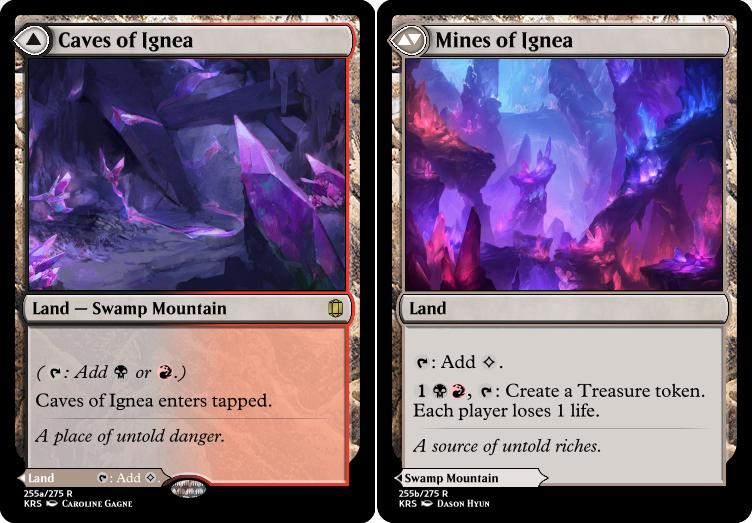 Caves of Ignea
Land — Swamp Mountain
( : Add or .)
Caves of Ignea enters tapped.
A place of untold danger.
Land : Add .
255a/275 R
KRS Caroline Gagne
Mines of Ignea
Land
: Add .
1 , : Create a Treasure token.
Each player loses 1 life.
A source of untold riches.
Swamp Mountain
255b/275 R
KRS Dason Hyun